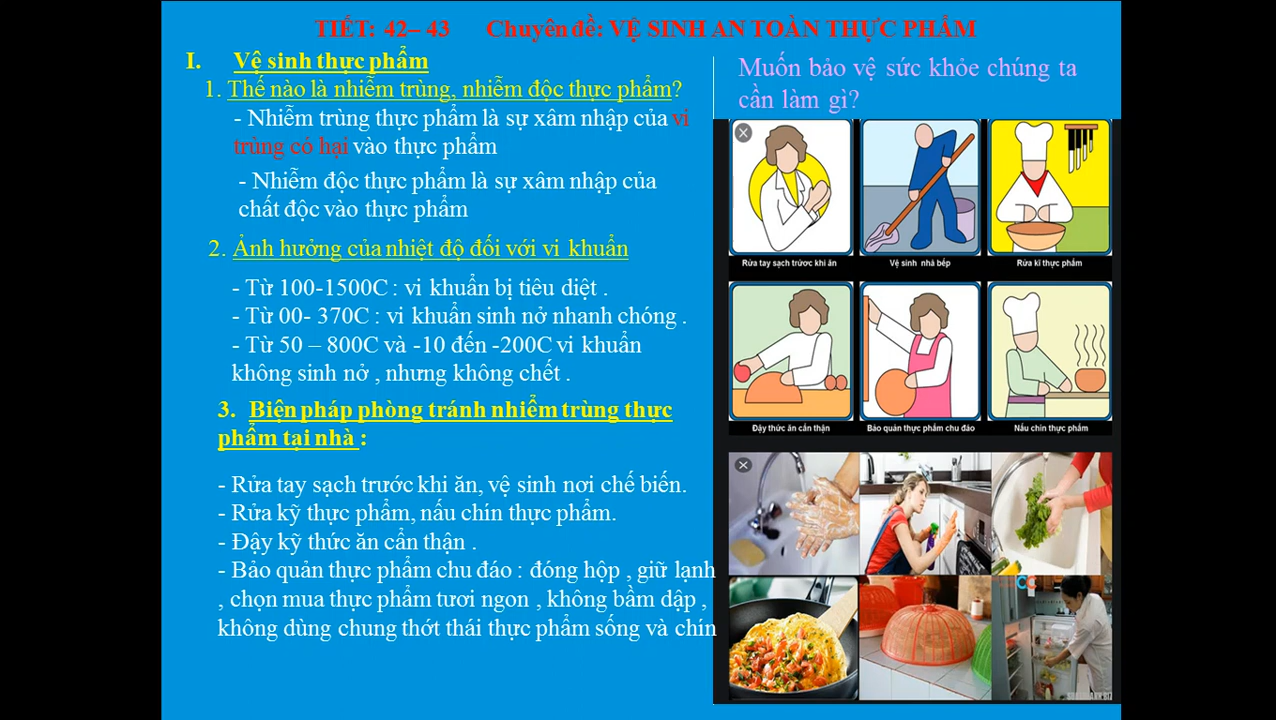 TIẾT: 42– 43 Chuyên đề: VỆ SINH AN TOÀN THỰC PHẨM
I. Vệ sinh thực phẩm
1. Thế nào là nhiễm trùng, nhiễm độc thực phẩm?
- Nhiễm trùng thực phẩm là sự xâm nhập của vi
trùng có hại vào thực phẩm
- Nhiễm độc thực phẩm là sự xâm nhập của
chất độc vào thực phẩm
2. Ảnh hưởng của nhiệt độ đối với vi khuẩn
- Từ 100-1500C : vi khuẩn bị tiêu diệt .
- Từ 00- 370C : vi khuẩn sinh nở nhanh chóng .
- Từ 50 – 800C và -10 đến -200C vi khuẩn
không sinh nở , nhưng không chết .
3. Biện pháp phòng tránh nhiểm trùng thực
phẩm tại nhà :
- Rửa tay sạch trước khi ăn, vệ sinh nơi chế biến.
- Rửa kỹ thực phẩm, nấu chín thực phẩm.
- Đậy kỹ thức ăn cẩn thận .
- Bảo quản thực phẩm chu đáo : đóng hộp , giữ lạnh
, chọn mua thực phẩm tươi ngon , không bầm dập ,
không dùng chung thớt thái thực phẩm sống và chín
Muốn bảo vệ sức khỏe chúng ta
cần làm gì?
Rửa tay sạch trươc khi ăn
Vệ sinh nhà bếp
Rửa kĩ thực phẩm
Đậy thức ăn cẩn thận
Bảo quản thực phẩm chu đáo
Nấu chín thực phẩm